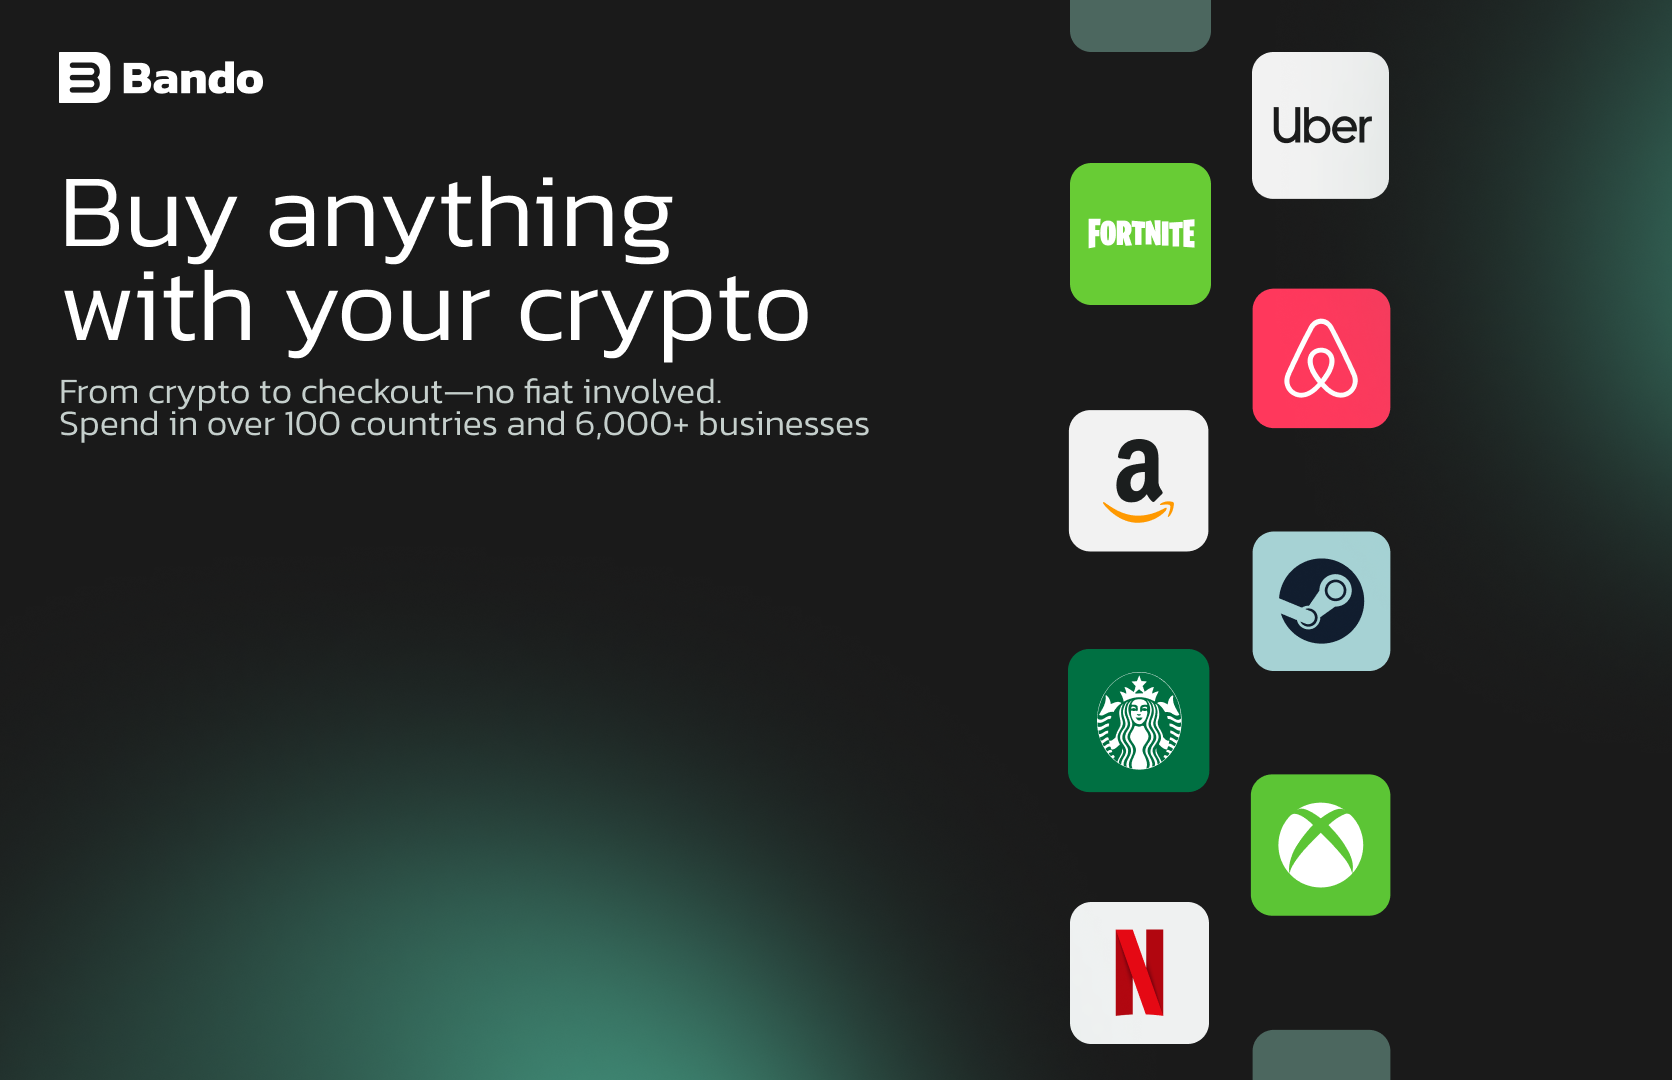 Bando
Buy anything
with your crypto
From crypto to checkout—no fiat involved.
Spend in over 100 countries and 6,000+ businesses
Uber
FORTNITE
a
N